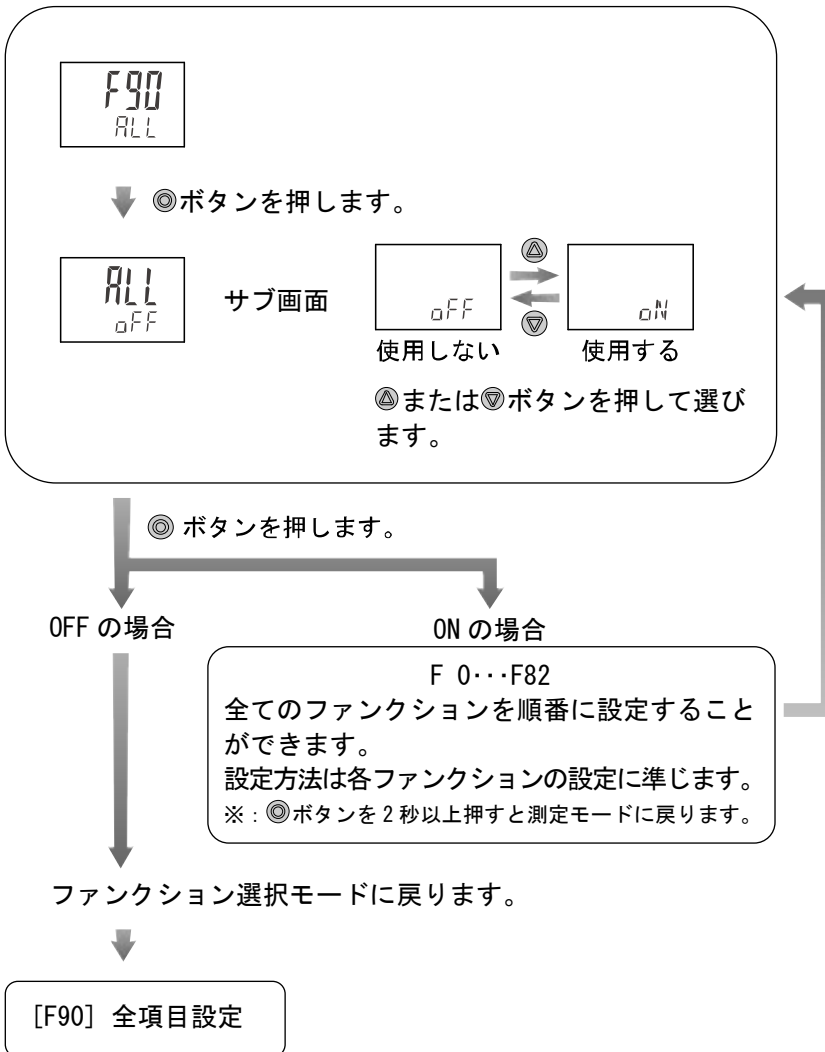 F90
ALL
◎ボタンを押します。
ALL
oFF
サブ画面
oFF
oN
使用しない
使用する
△または▽ボタンを押して選び
ます。
◎ ボタンを押します。
OFF の場合
ON の場合
F 0･･･F82
全てのファンクションを順番に設定すること
ができます。
設定方法は各ファンクションの設定に準じます。
※：◎ボタンを2秒以上押すと測定モードに戻ります。
ファンクション選択モードに戻ります。
[F90] 全項目設定